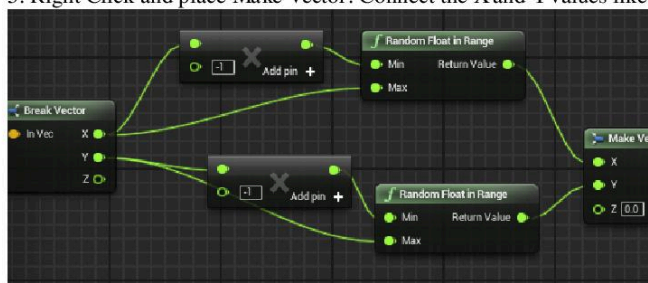 5. Right Click and place Make Vector. Connect the X and Y values like
f Random Float in Range
-1
Add pin +
Min
Return Value
Max
Break Vector
In Vec
X
Y
Z
Make Ve
X
Y
Z 0.0
-1
Add pin +
f Random Float in Range
Min
Return Value
Max